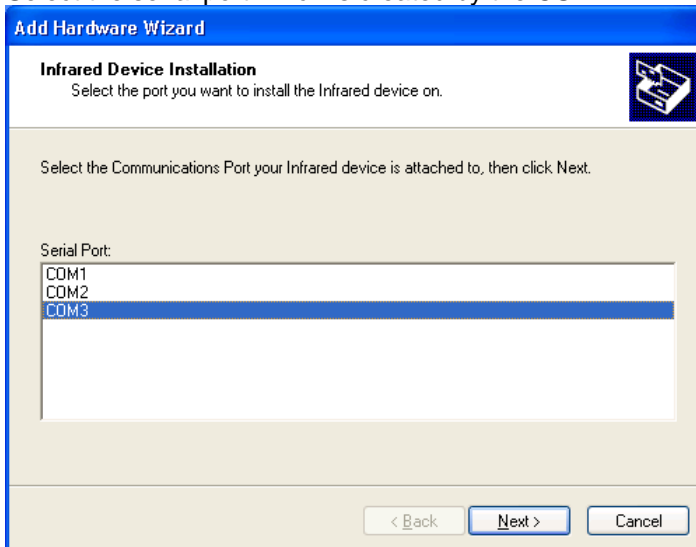 Add Hardware Wizard
Infrared Device Installation
Select the port you want to install the Infrared device on.
Select the Communications Port your Infrared device is attached to, then click Next.
Serial Port:
COM1
COM2
COM3
< Back Next > Cancel